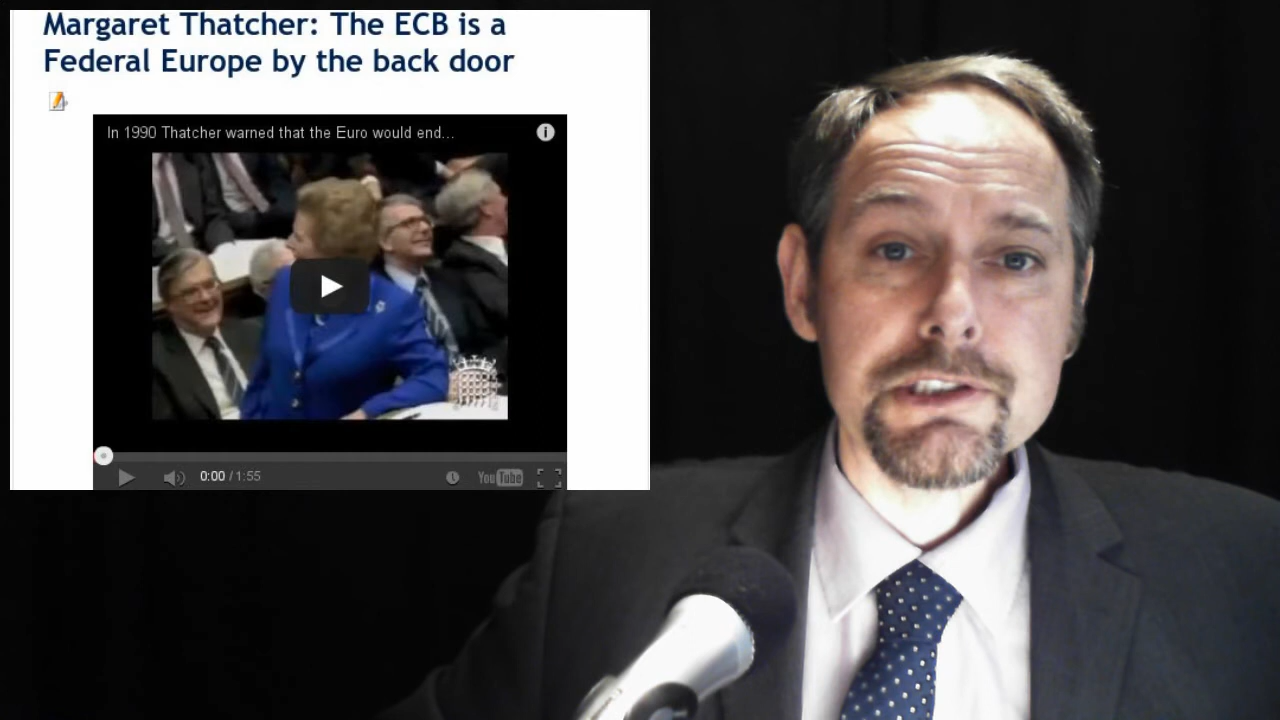 Margaret Thatcher: The ECB is a
Federal Europe by the back door
In 1990 Thatcher warned that the Euro would end...
0:00 / 1:55
YouTube